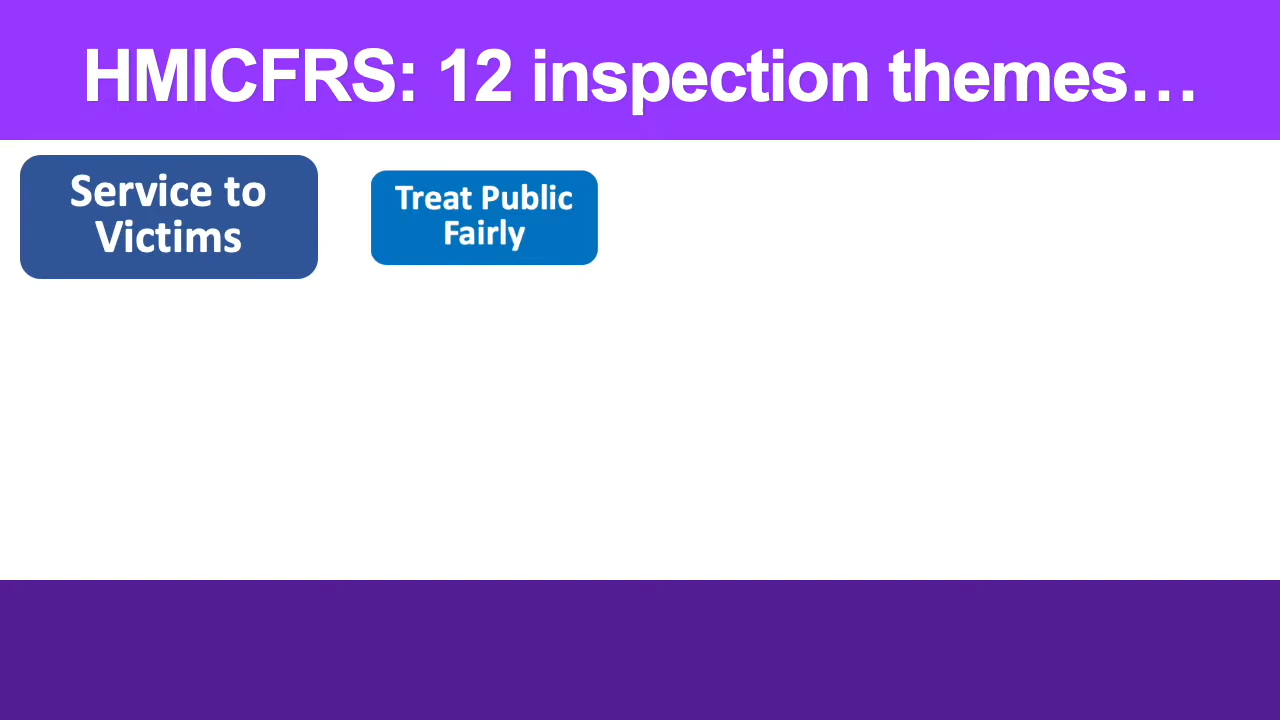 HMICFRS: 12 inspection themes…
Service to
Victims
Treat Public
Fairly